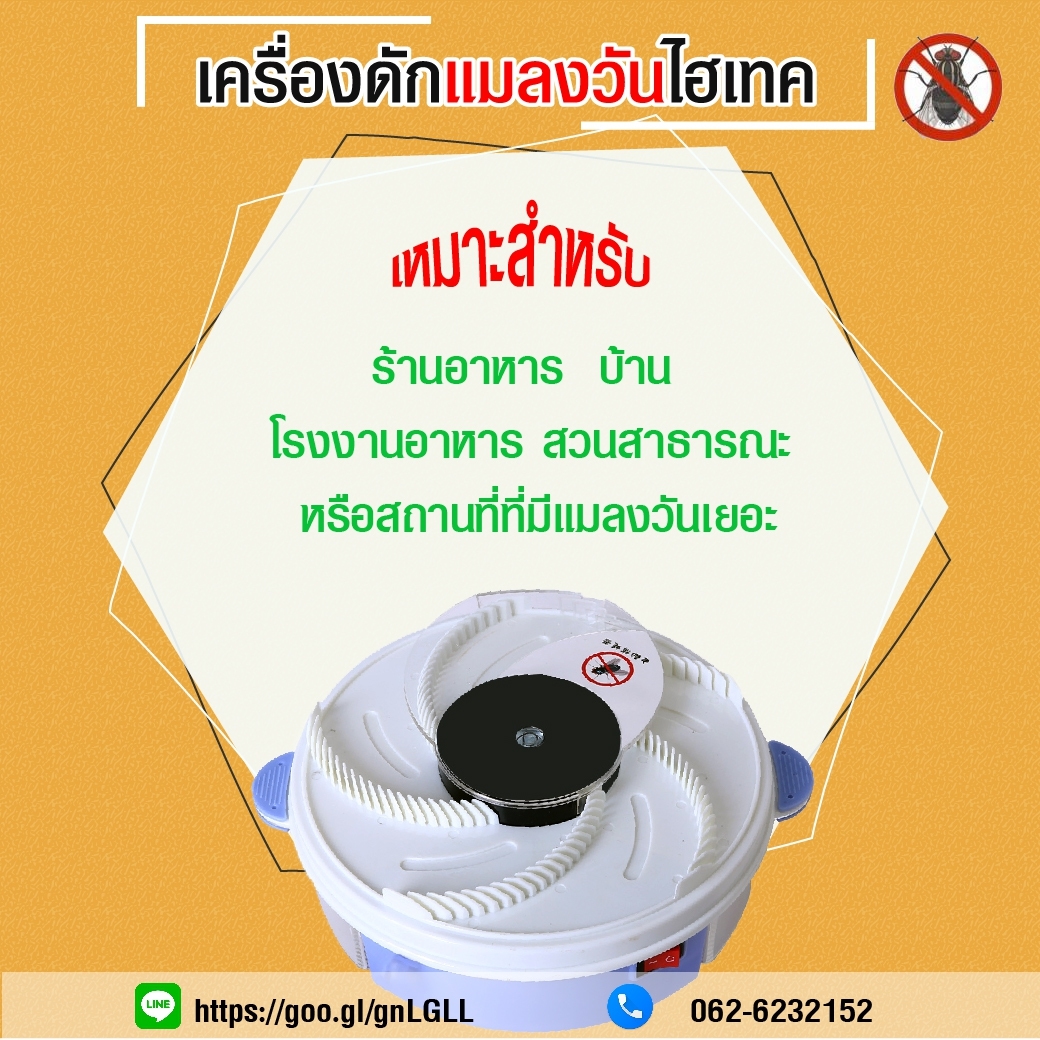 เครื่องดักแมลงวันไฮเทค
เหมาะสำหรับ
ร้านอาหาร บ้าน
โรงงานอาหาร สวนสาธารณะ
หรือสถานที่ที่มีแมลงวันเยอะ
LINE https://goo.gl/gnLGLL 062-6232152